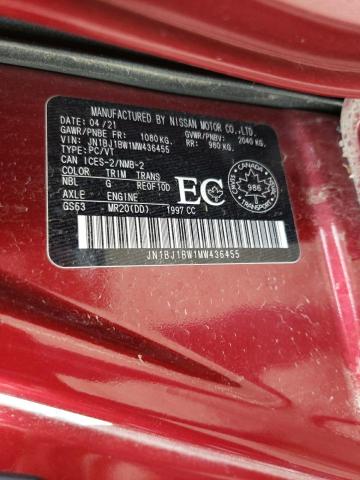 MANUFACTURED BY NISSAN MOTOR CO.,LTD.
DATE: 04/21 GVWR/PNBV: 2040 KG.
GAWR/PNBE FR: 1080KG. RR: 980 KG.
VIN: JN1BJ1BW1MW436455
TYPE: PC/VT
CAN ICES-2/NMB-2
COLOR TRIM TRANS
NBL G RE0F10D
AXLE ENGINE
GS63 MR20(DD) 1997 CC
EC
CANADA
986
JN1BJ1BW1MW436455